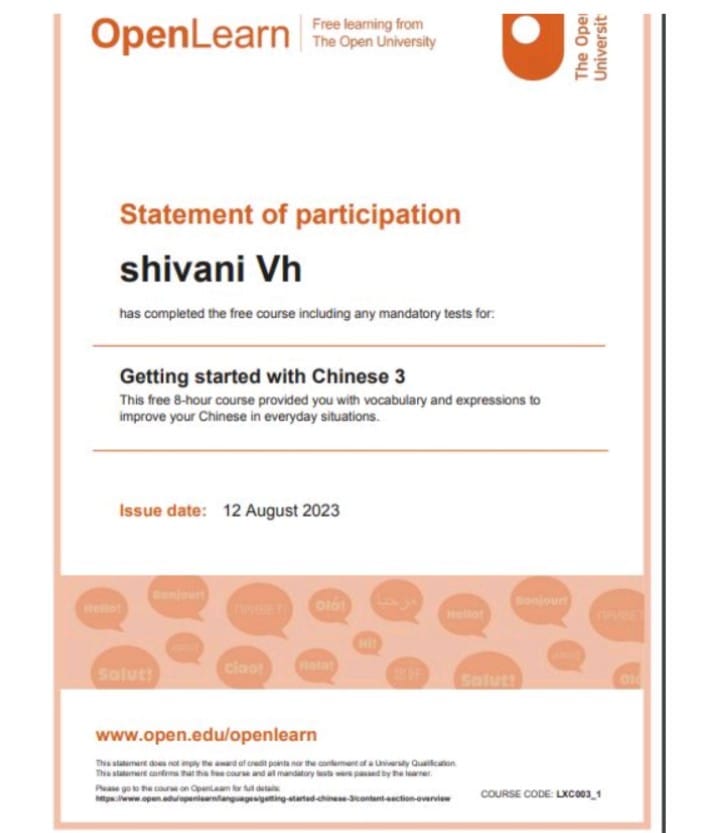 OpenLearn
Free learning from
The Open University
The Open
Universit
Statement of participation
shivani Vh
has completed the free course including any mandatory tests for:
Getting started with Chinese 3
This free 8-hour course provided you with vocabulary and expressions to
improve your Chinese in everyday situations.
Issue date: 12 August 2023
Hello! Bonjour! ПРИВЕТ! Olá! مرحبا Hello! Bonjour! ПРИВЕТ
Salut! Ciao! Hola! Hi! 您好 Salut! Ol
www.open.edu/openlearn
This statement does not imply the award of credit points nor the conferment of a University Qualification.
This statement confirms that this free course and all mandatory tests were passed by the learner.
Please go to the course on OpenLearn for full details:
https://www.open.edu/openlearn/languages/getting-started-chinese-3/content-section-overview
COURSE CODE: LXC003_1